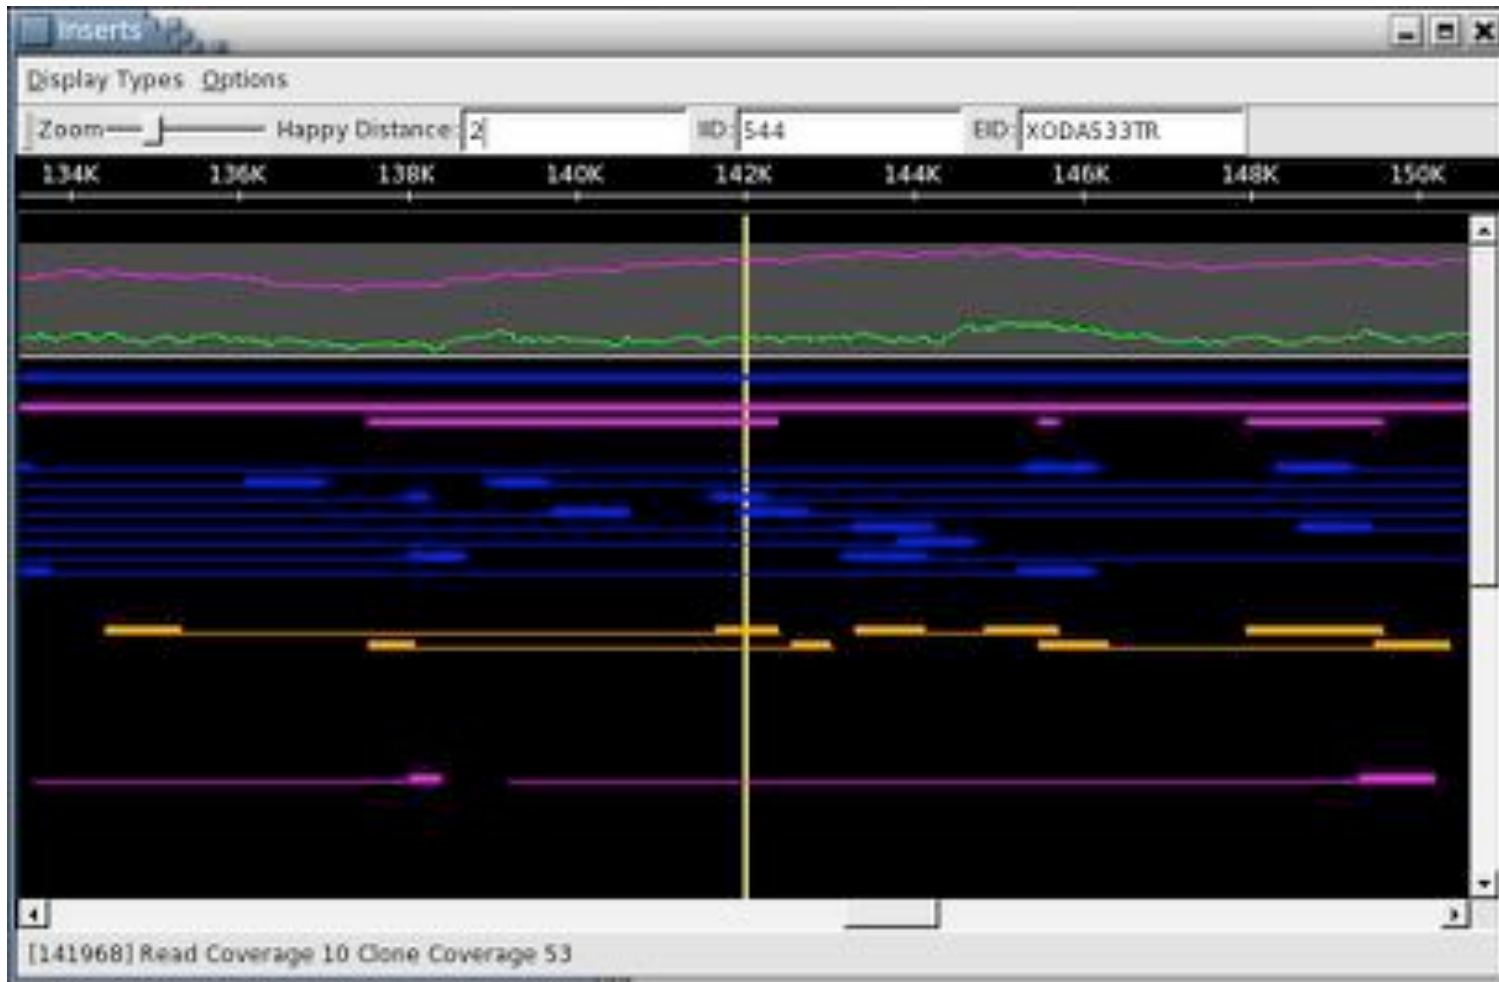 Inserts
Display Types Options
Zoom Happy Distance: 2 IID: 544 EID: XODA533TR
134K 136K 138K 140K 142K 144K 146K 148K 150K
[141968] Read Coverage 10 Clone Coverage 53